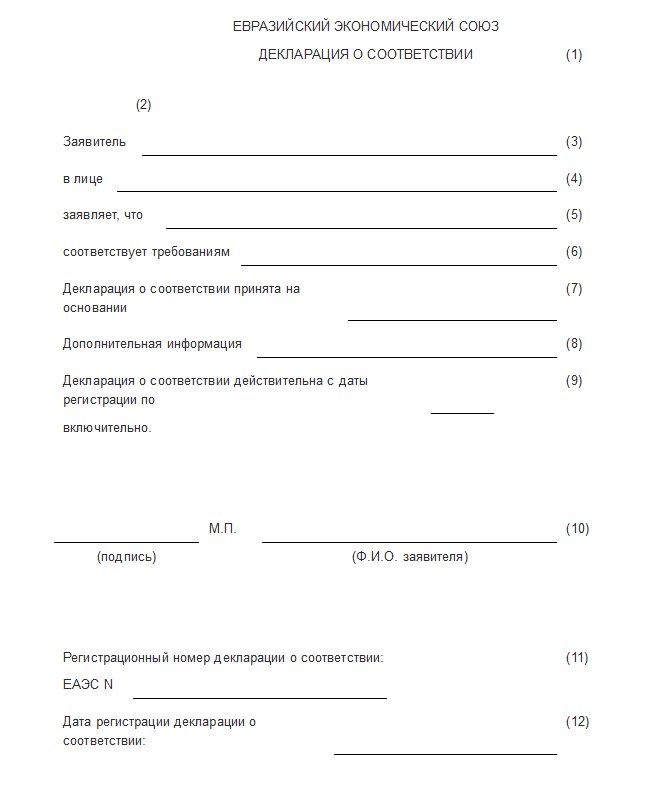 ЕВРАЗИЙСКИЙ ЭКОНОМИЧЕСКИЙ СОЮЗ
ДЕКЛАРАЦИЯ О СООТВЕТСТВИИ (1)
(2)
Заявитель (3)
в лице (4)
заявляет, что (5)
соответствует требованиям (6)
Декларация о соответствии принята на (7)
основании
Дополнительная информация (8)
Декларация о соответствии действительна с даты (9)
регистрации по
включительно.
М.П. (10)
(подпись) (Ф.И.О. заявителя)
Регистрационный номер декларации о соответствии: (11)
ЕАЭС N
Дата регистрации декларации о (12)
соответствии: